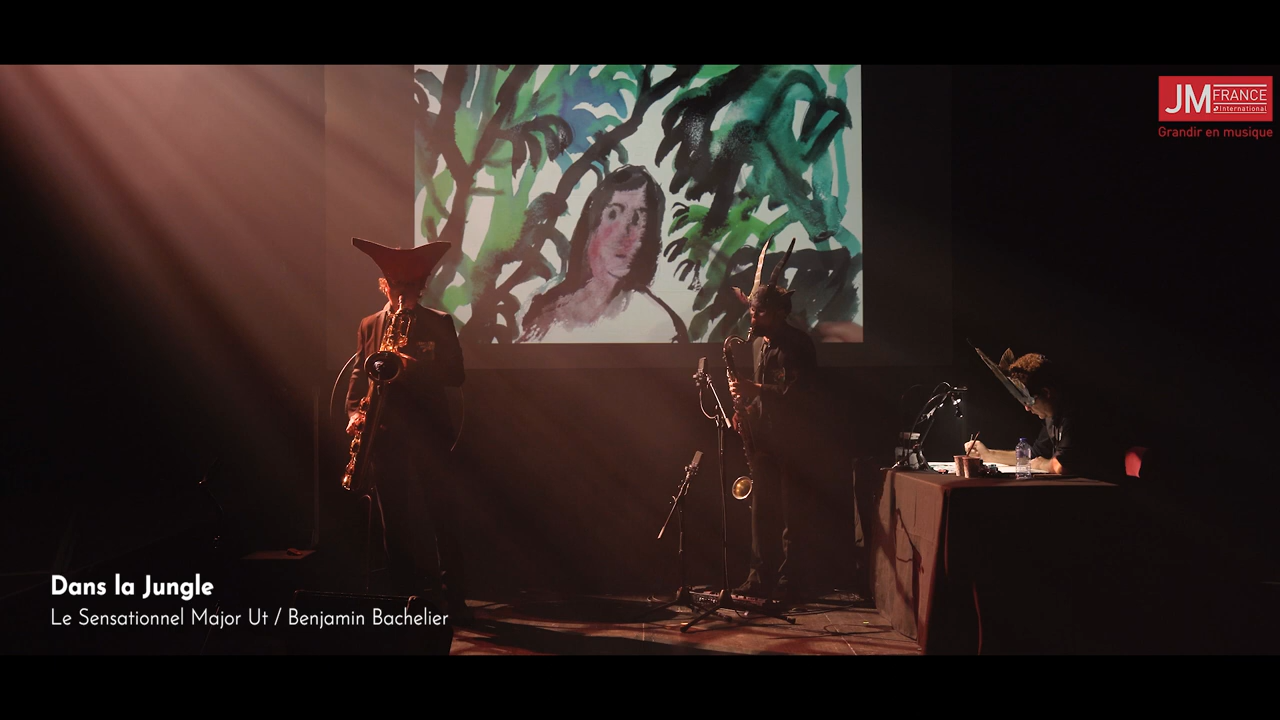 JM FRANCE
International
Grandir en musique
Dans la Jungle
Le Sensationnel Major Ut / Benjamin Bachelier